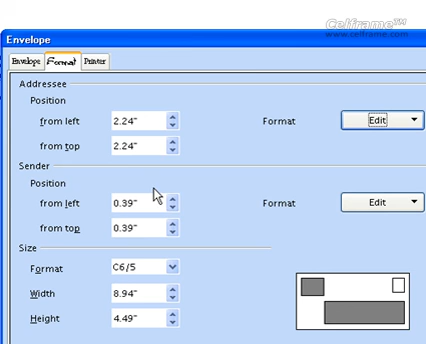 Celframe™
www.celframe.com
Envelope
Envelope Format Printer
Addressee
Position
from left 2.24" Format Edit
from top 2.24"
Sender
Position
from left 0.39" Format Edit
from top 0.39"
Size
Format C6/5
Width 8.94"
Height 4.49"